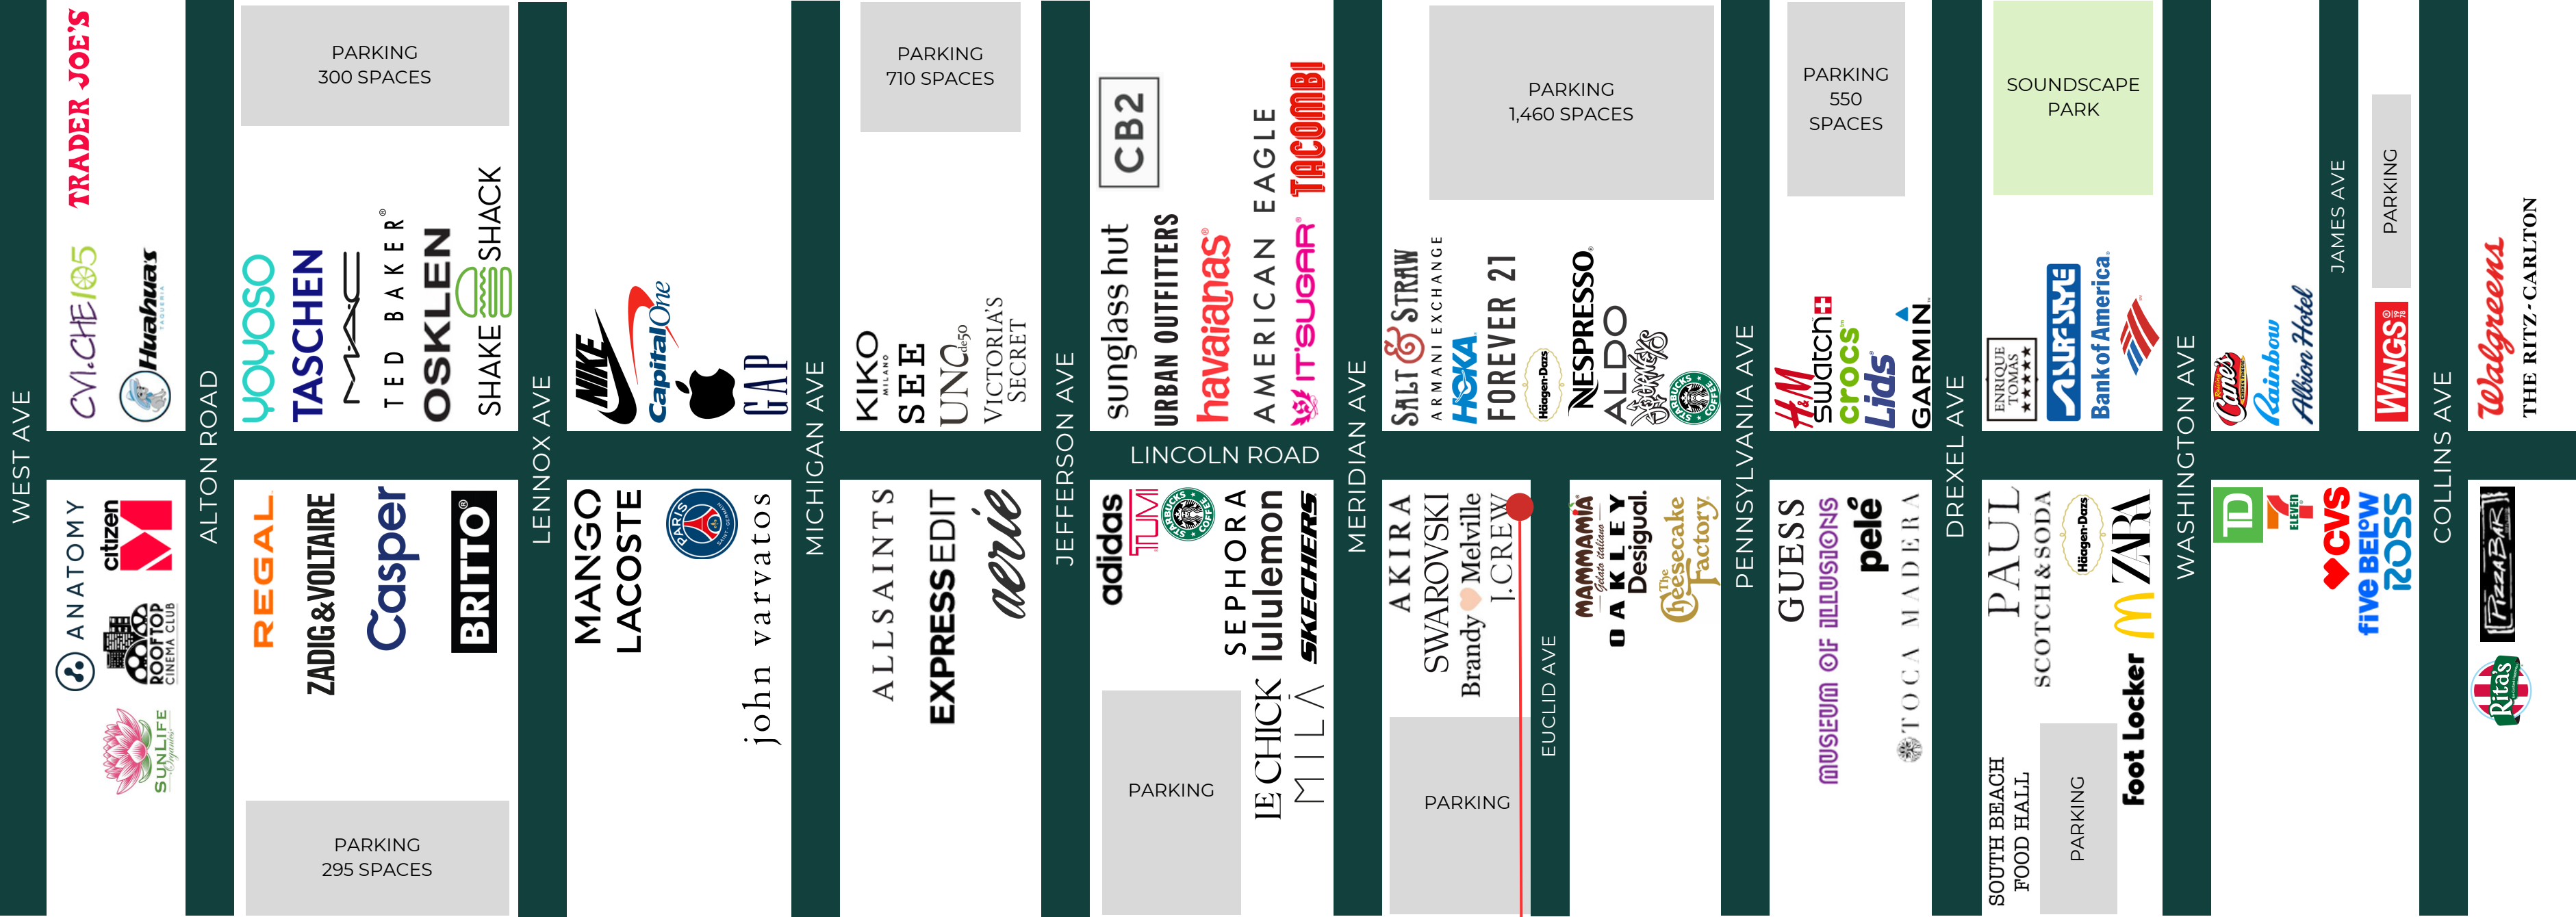 WEST AVE
TRADER JOE'S
CVI.CHE 105
Huahua's
TAQUERIA
ANATOMY
citizen
M
ROOFTOP
CINEMA CLUB
SUNLIFE
Organics
ALTON ROAD
PARKING
300 SPACES
YOYOSO
TASCHEN
MAC
TED BAKER®
OSKLEN
SHAKE SHACK
REGAL
ZADIG&VOLTAIRE
Casper
BRITTO®
PARKING
295 SPACES
LENNOX AVE
NIKE
Capital One
GAP
MANGO
LACOSTE
PARIS
SAINT-GERMAIN
john varvatos
MICHIGAN AVE
PARKING
710 SPACES
KIKO
MILANO
SEE
UNOde50
VICTORIA'S
SECRET
ALLSAINTS
EXPRESS EDIT
aerie
JEFFERSON AVE
CB2
sunglass hut
URBAN OUTFITTERS
havaianas®
AMERICAN EAGLE
TACOMBI
IT'SUGAR®
LINCOLN ROAD
adidas
TUMI
STARBUCKS
COFFEE
SEPHORA
lululemon
SKECHERS
PARKING
LE CHICK
MILA
MERIDIAN AVE
PARKING
1,460 SPACES
SALT & STRAW
ARMANI EXCHANGE
HOKA
FOREVER 21
Häagen-Dazs
NESPRESSO®
ALDO
STARBUCKS
COFFEE
AKIRA
SWAROVSKI
Brandy Melville
J.CREW
PARKING
EUCLID AVE
MAMMAMIA
Gelato italiano
OAKLEY
Desigual.
The
Cheesecake
Factory®
PENNSYLVANIA AVE
PARKING
550
SPACES
H&M
swatch
crocs™
Lids
GARMIN
GUESS
MUSEUM OF ILLUSIONS
pelé
TOCA MADERA
DREXEL AVE
SOUNDSCAPE
PARK
ENRIQUE
TOMAS
SURF STYLE
Bank of America
PAUL
SCOTCH & SODA
Häagen-Dazs
ZARA
SOUTH BEACH
FOOD HALL
PARKING
Foot Locker
WASHINGTON AVE
Raising
Cane's
CHICKEN FINGERS
Rainbow
Albion Hotel
TD
7
ELEVEN
CVS
five BELOW
ROSS
JAMES AVE
PARKING
WINGS
COLLINS AVE
Walgreens
THE RITZ-CARLTON
PIZZABAR
Rita's